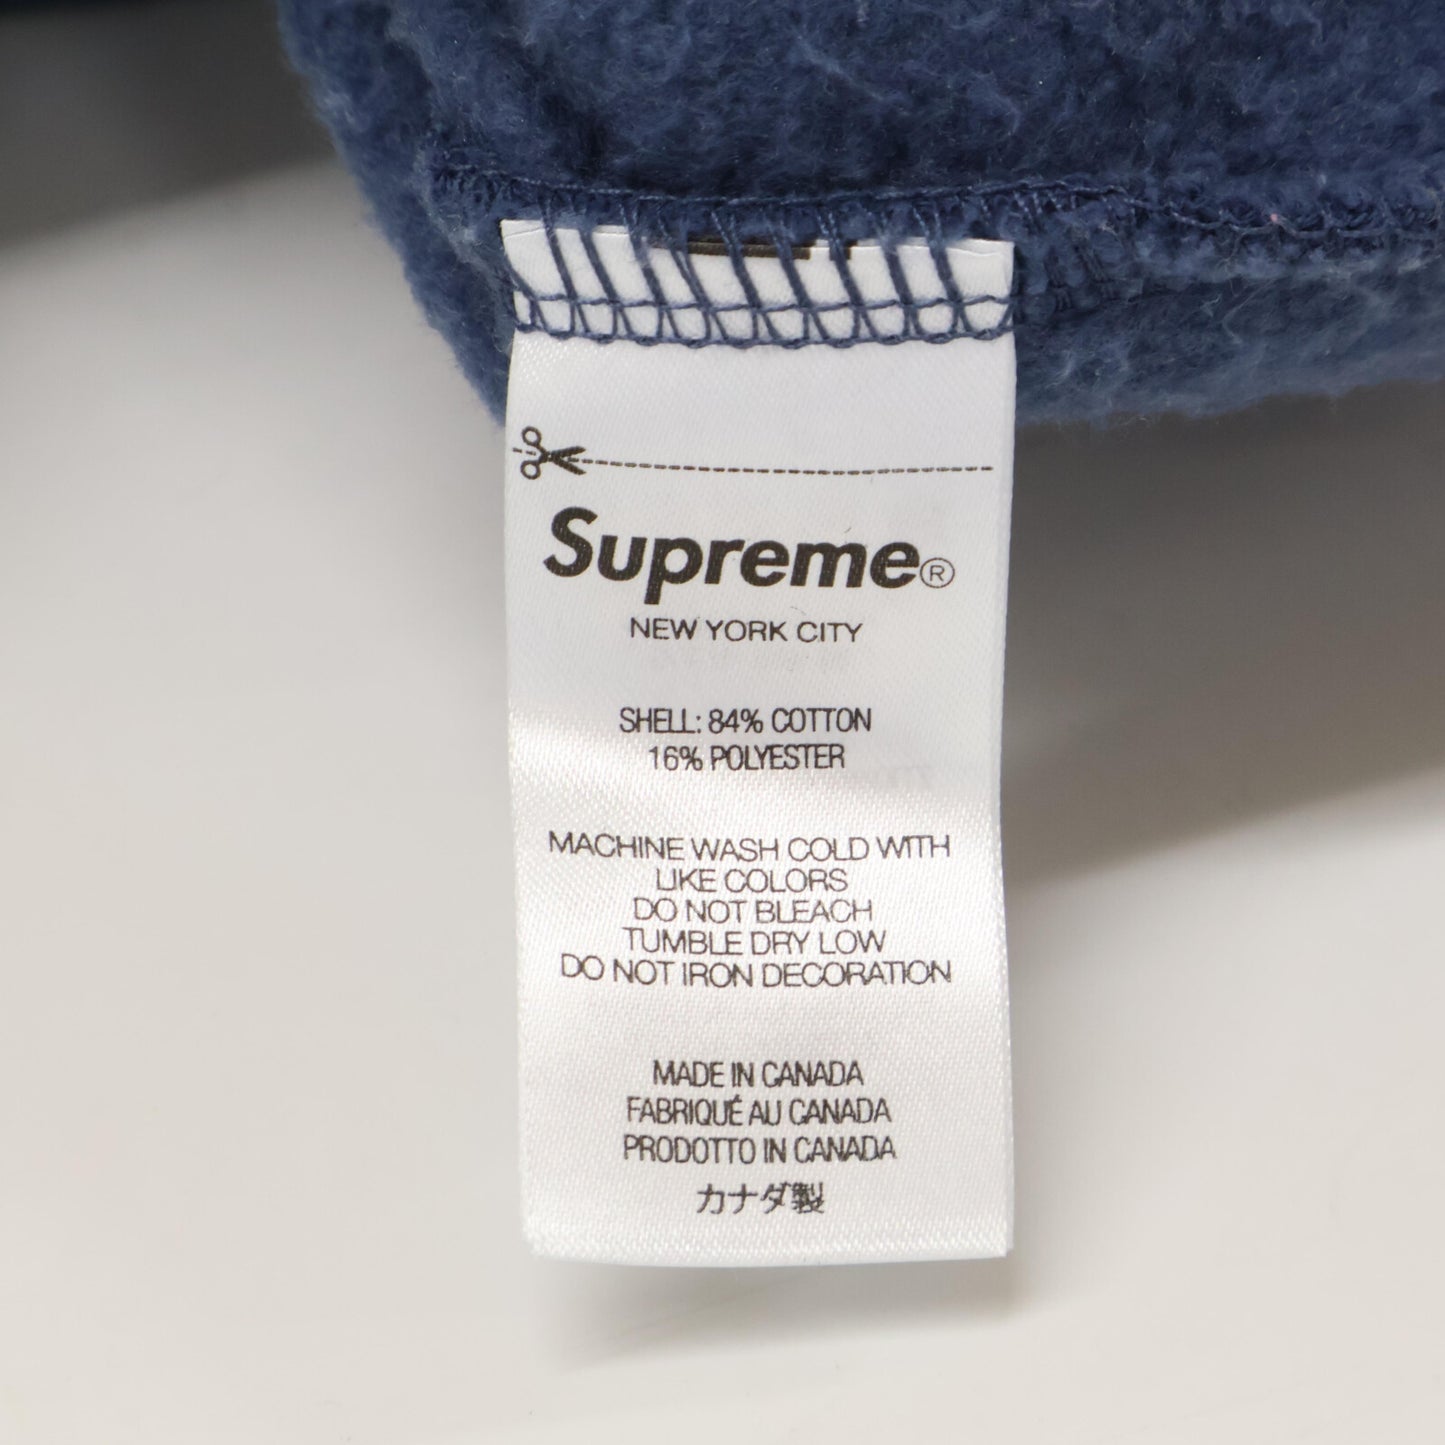 Supreme®
NEW YORK CITY
SHELL: 84% COTTON
16% POLYESTER
MACHINE WASH COLD WITH
LIKE COLORS
DO NOT BLEACH
TUMBLE DRY LOW
DO NOT IRON DECORATION
MADE IN CANADA
FABRIQUÉ AU CANADA
PRODOTTO IN CANADA
カナダ製